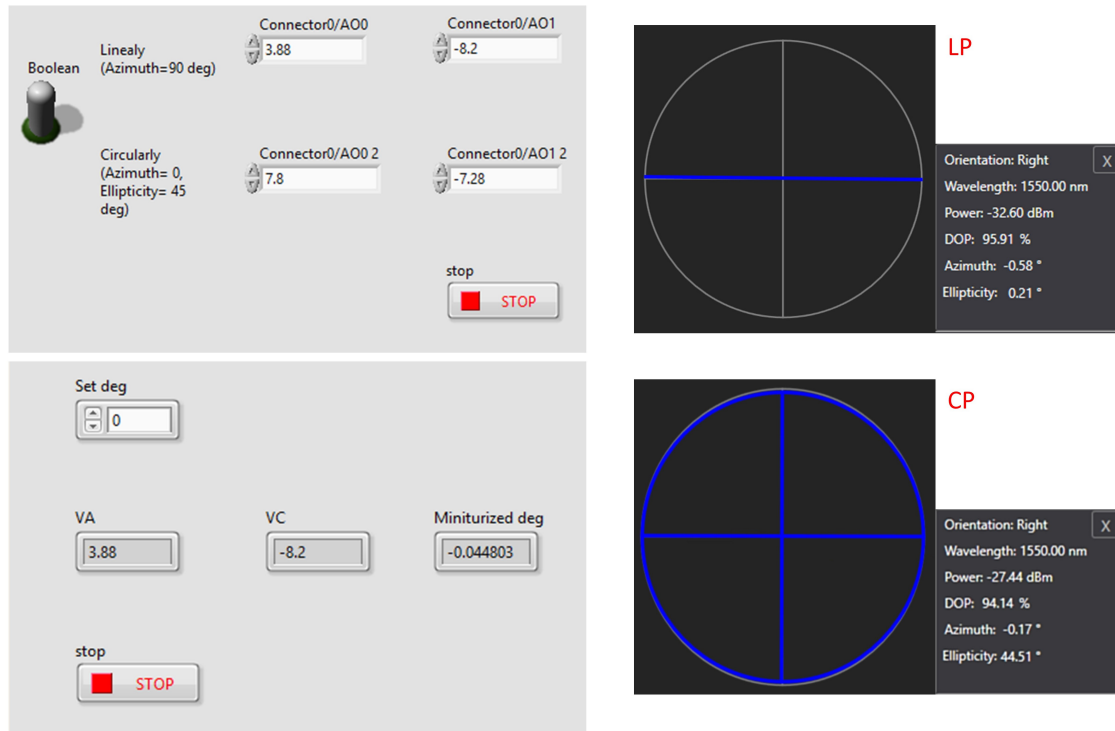 Connector0/AO0
Connector0/AO1
3.88
-8.2
Linealy
(Azimuth=90 deg)
Boolean
Circularly
(Azimuth= 0,
Ellipticity= 45
deg)
Connector0/AO0 2
Connector0/AO1 2
7.8
-7.28
stop
STOP
LP
Orientation: Right
X
Wavelength: 1550.00 nm
Power: -32.60 dBm
DOP: 95.91 %
Azimuth: -0.58 °
Ellipticity: 0.21 °
Set deg
0
VA
VC
Miniturized deg
3.88
-8.2
-0.044803
stop
STOP
CP
Orientation: Right
X
Wavelength: 1550.00 nm
Power: -27.44 dBm
DOP: 94.14 %
Azimuth: -0.17 °
Ellipticity: 44.51 °